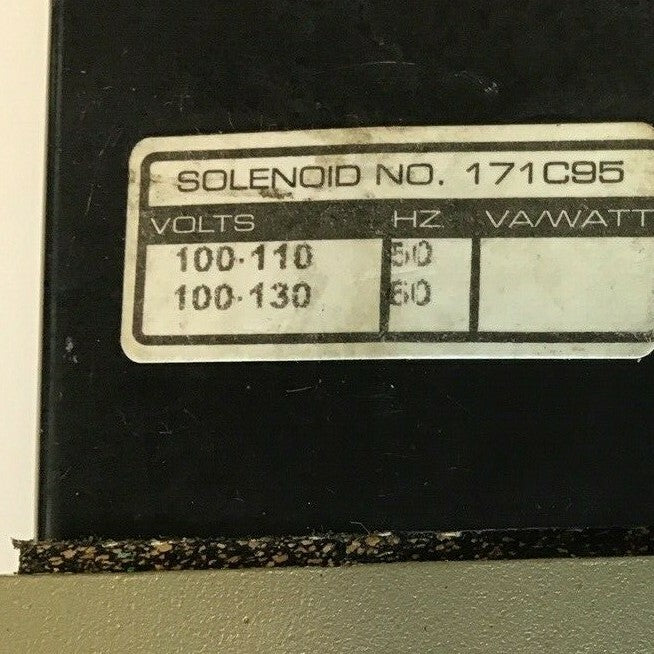 SOLENOID NO. 171C95
VOLTS HZ VA/WATT
100-110 50
100-130 60